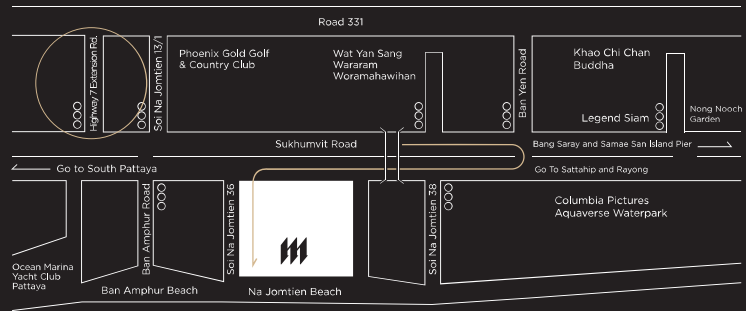 Road 331
Highway 7 Extension Rd.
Soi Na Jomtien 13/1
Phoenix Gold Golf
& Country Club
Wat Yan Sang
Wararam
Woramahawihan
Ban Yen Road
Khao Chi Chan
Buddha
Legend Siam
Nong Nooch
Garden
Sukhumvit Road
Bang Saray and Samae San Island Pier
Go to South Pattaya
Go To Sattahip and Rayong
Ban Amphur Road
Soi Na Jomtien 36
Soi Na Jomtien 38
Columbia Pictures
Aquaverse Waterpark
Ocean Marina
Yacht Club
Pattaya
Ban Amphur Beach
Na Jomtien Beach